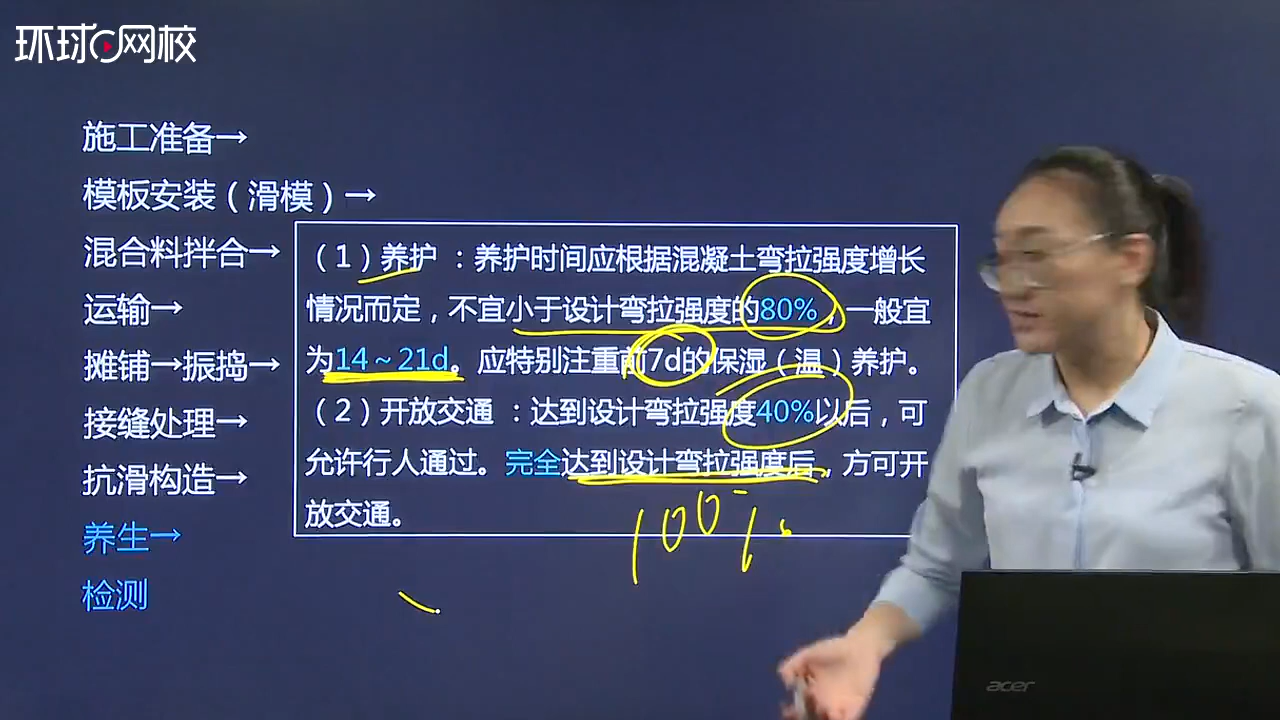 环球网校
施工准备→
模板安装（滑模）→
混合料拌合→
运输→
摊铺→振捣→
接缝处理→
抗滑构造→
养生→
检测
（1）养护 ：养护时间应根据混凝土弯拉强度增长
情况而定，不宜小于设计弯拉强度的80%，一般宜
为14～21d。应特别注重前7d的保湿（温）养护。
（2）开放交通 ：达到设计弯拉强度40%以后，可
允许行人通过。完全达到设计弯拉强度后，方可开
放交通。
100%
acer